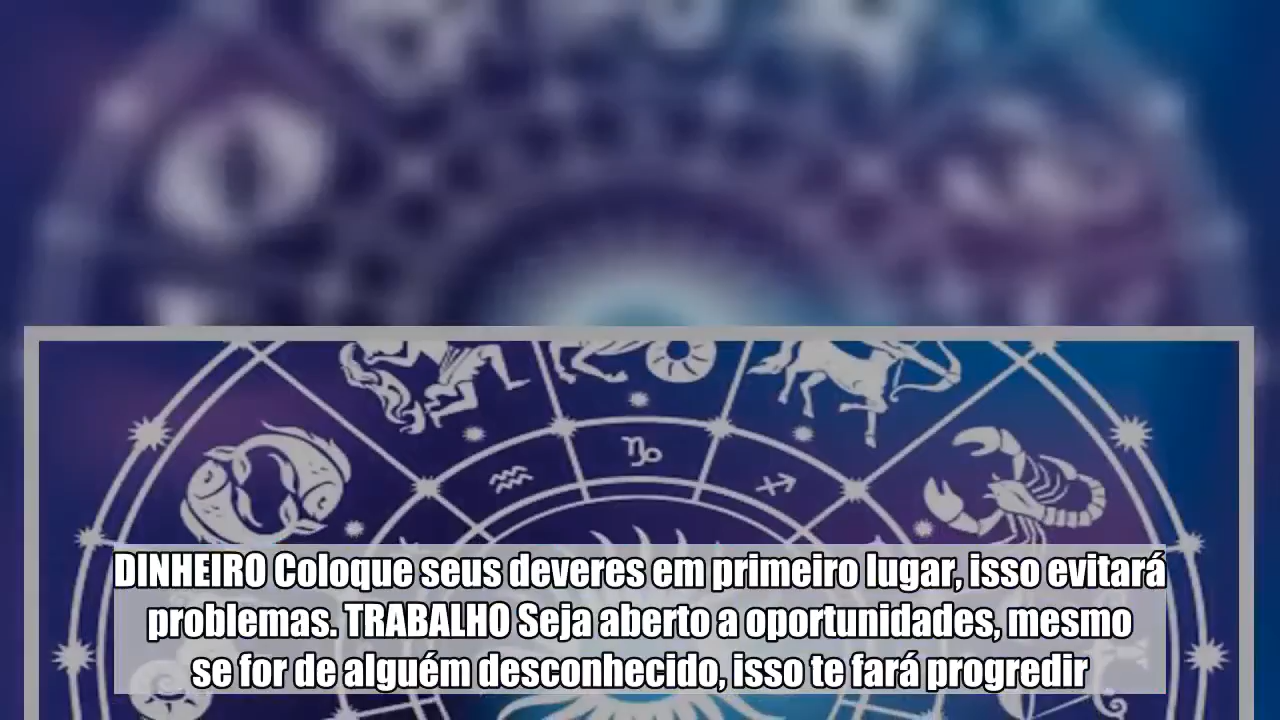 DINHEIRO Coloque seus deveres em primeiro lugar, isso evitará
problemas. TRABALHO Seja aberto a oportunidades, mesmo
se for de alguém desconhecido, isso te fará progredir